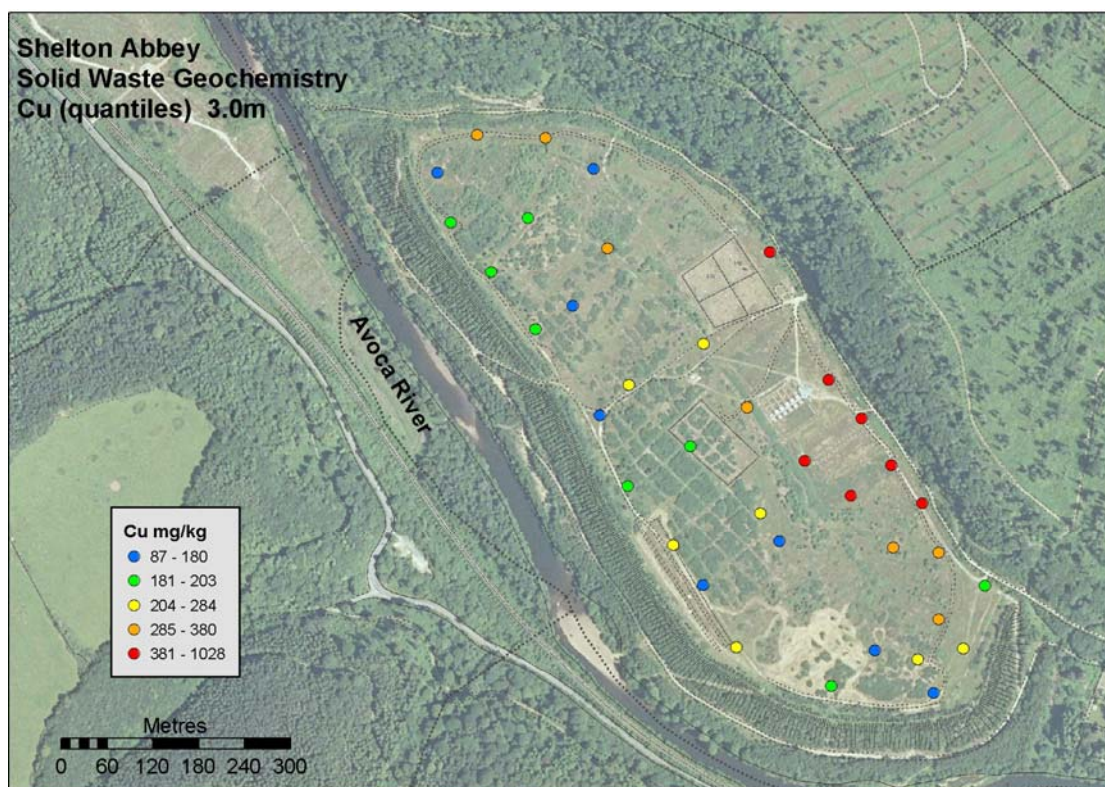 Shelton Abbey
Solid Waste Geochemistry
Cu (quantiles) 3.0m
Avoca River
Cu mg/kg
87 - 180
181 - 203
204 - 284
285 - 380
381 - 1028
Metres
0 60 120 180 240 300